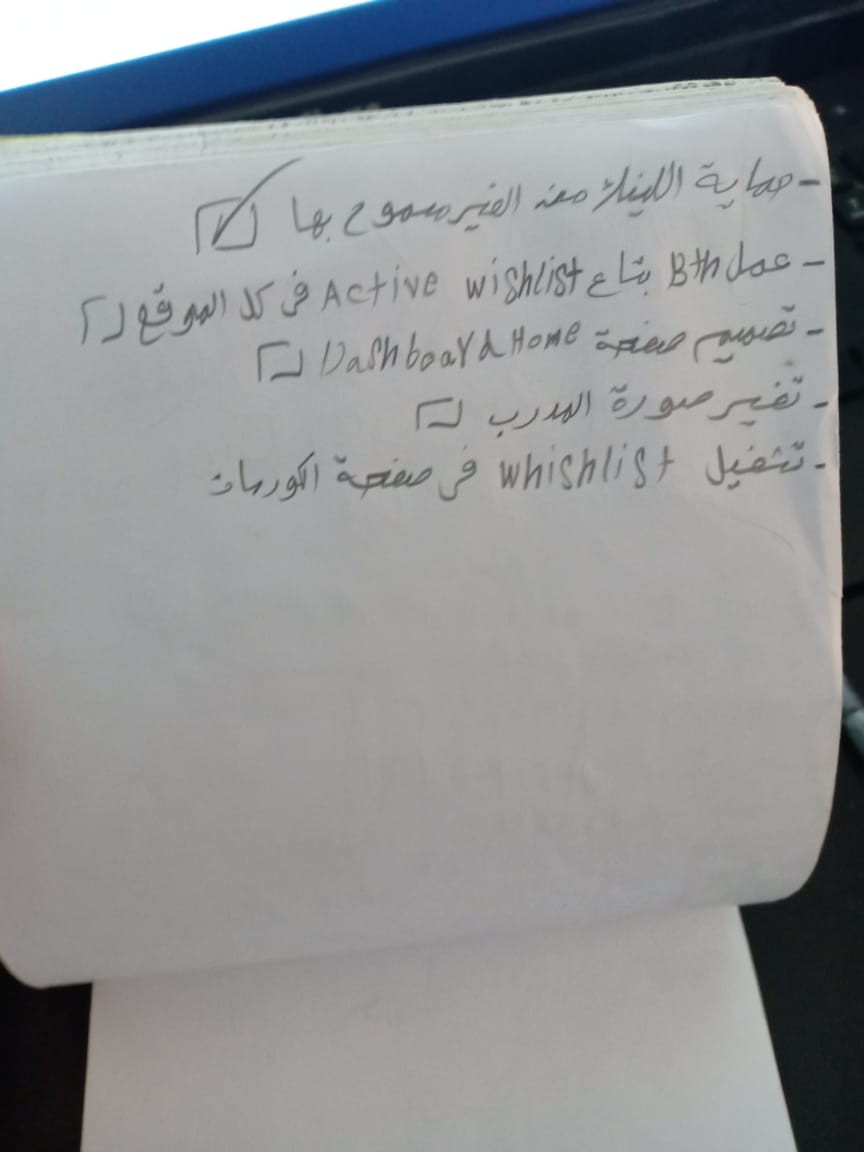 - حماية اللينك من الغير مسموح بها
- عمل Bth بتاع Active wishlist في كل الموقع
- تصميم صفحة Dashboard Home
- تغير صورة المدرب
- تشغيل whishlist في صفحة الكورسات